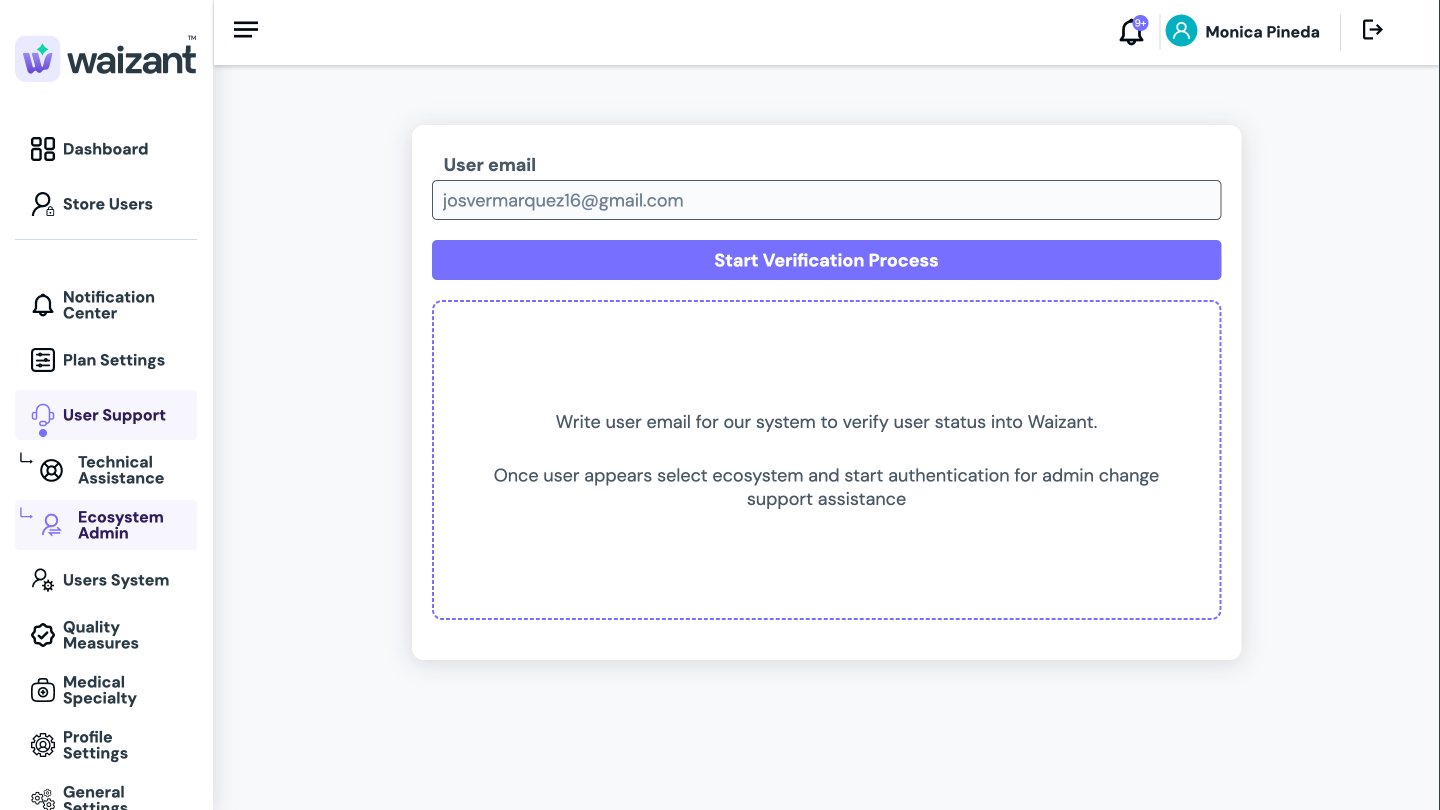 waizant™
Dashboard
Store Users
Notification
Center
Plan Settings
User Support
Technical
Assistance
Ecosystem
Admin
Users System
Quality
Measures
Medical
Specialty
Profile
Settings
General
Settings
9+
Monica Pineda
User email
josvermarquez16@gmail.com
Start Verification Process
Write user email for our system to verify user status into Waizant.
Once user appears select ecosystem and start authentication for admin change
support assistance